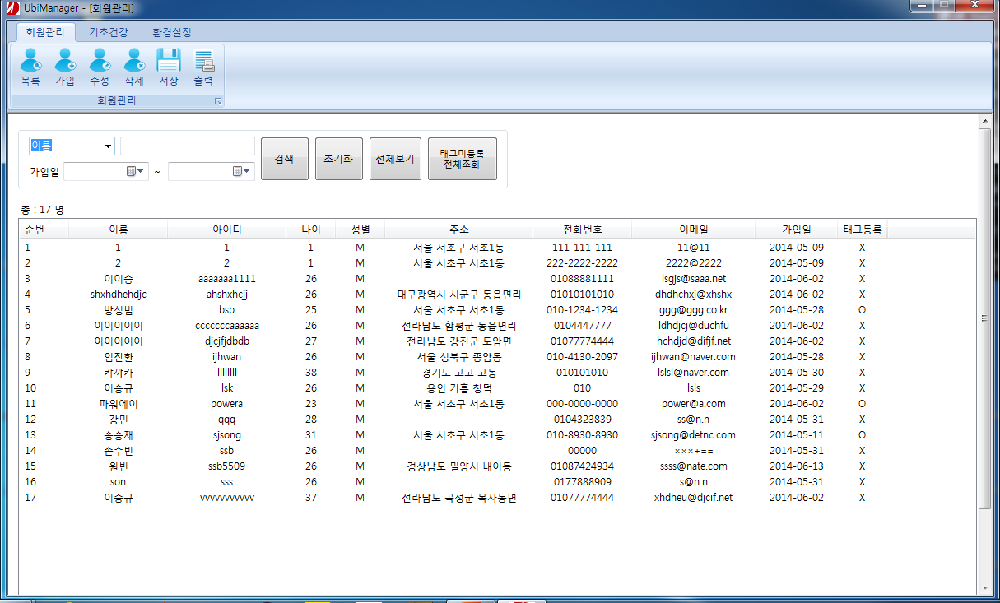 UbiManager - [회원관리]
회원관리 기초건강 환경설정
목록 가입 수정 삭제 저장 출력
회원관리
이름 검색 초기화 전체보기 태그미등록
전체조회
가입일 ~
총 : 17 명
순번 이름 아이디 나이 성별 주소 전화번호 이메일 가입일 태그등록
1 1 1 1 M 서울 서초구 서초1동 111-111-111 11@11 2014-05-09 X
2 2 2 1 M 서울 서초구 서초1동 222-2222-2222 2222@2222 2014-05-09 X
3 이이승 aaaaaaa1111 26 M 01088881111 lsgjs@saaa.net 2014-06-02 X
4 shxhdhehdjc ahshxhcjj 26 M 대구광역시 시군구 동읍면리 01010101010 dhdhchxj@xhshx 2014-06-02 X
5 방성범 bsb 25 M 서울 서초구 서초1동 010-1234-1234 ggg@ggg.co.kr 2014-05-28 O
6 이이이이이 cccccccaaaaaa 26 M 전라남도 함평군 동읍면리 0104447777 ldhdjcj@duchfu 2014-06-02 X
7 이이이이이 djcjfjdbdb 27 M 전라남도 강진군 도암면 01077774444 hchdjd@difjf.net 2014-06-02 X
8 임진환 ijhwan 26 M 서울 성북구 종암동 010-4130-2097 ijhwan@naver.com 2014-05-28 X
9 캬꺄캬 llllllll 38 M 경기도 고고 고동 010101010 lslsl@naver.com 2014-05-30 X
10 이승규 lsk 26 M 용인 기흥 청덕 010 lsls 2014-05-29 X
11 파워에이 powera 23 M 서울 서초구 서초1동 000-0000-0000 power@a.com 2014-06-02 O
12 강민 qqq 28 M 0104323839 ss@n.n 2014-05-31 X
13 송승재 sjsong 31 M 서울 서초구 서초1동 010-8930-8930 sjsong@detnc.com 2014-05-11 O
14 손수빈 ssb 26 M 00000 ×××+== 2014-05-31 X
15 원빈 ssb5509 26 M 경상남도 밀양시 내이동 01087424934 ssss@nate.com 2014-06-13 X
16 son sss 26 M 0177888909 s@n.n 2014-05-31 X
17 이승규 vvvvvvvvvv 37 M 전라남도 곡성군 목사동면 01077774444 xhdheu@djcif.net 2014-06-02 X